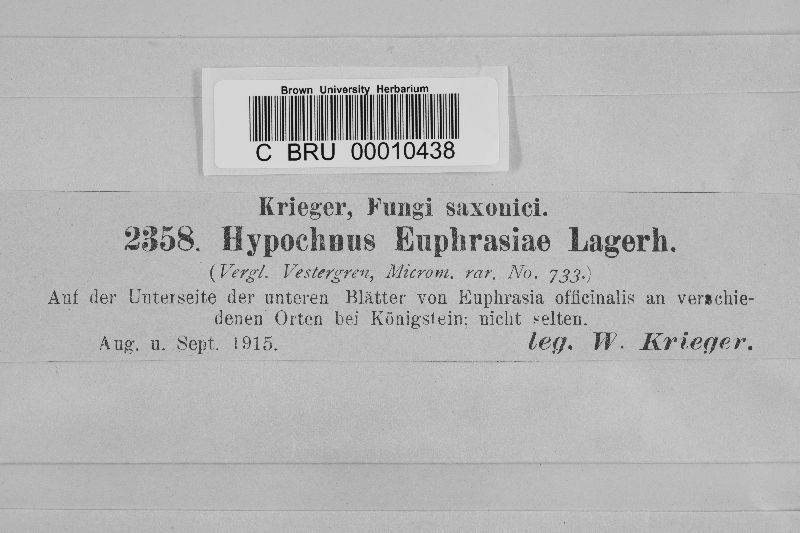 Brown University Herbarium
C BRU 00010438
Krieger, Fungi saxonici.
2358. Hypochnus Euphrasiae Lagerh.
(Vergl. Vestergren, Microm. rar. No. 733.)
Auf der Unterseite der unteren Blätter von Euphrasia officinalis an verschie-
denen Orten bei Königstein; nicht selten.
Aug. u. Sept. 1915. leg. W. Krieger.